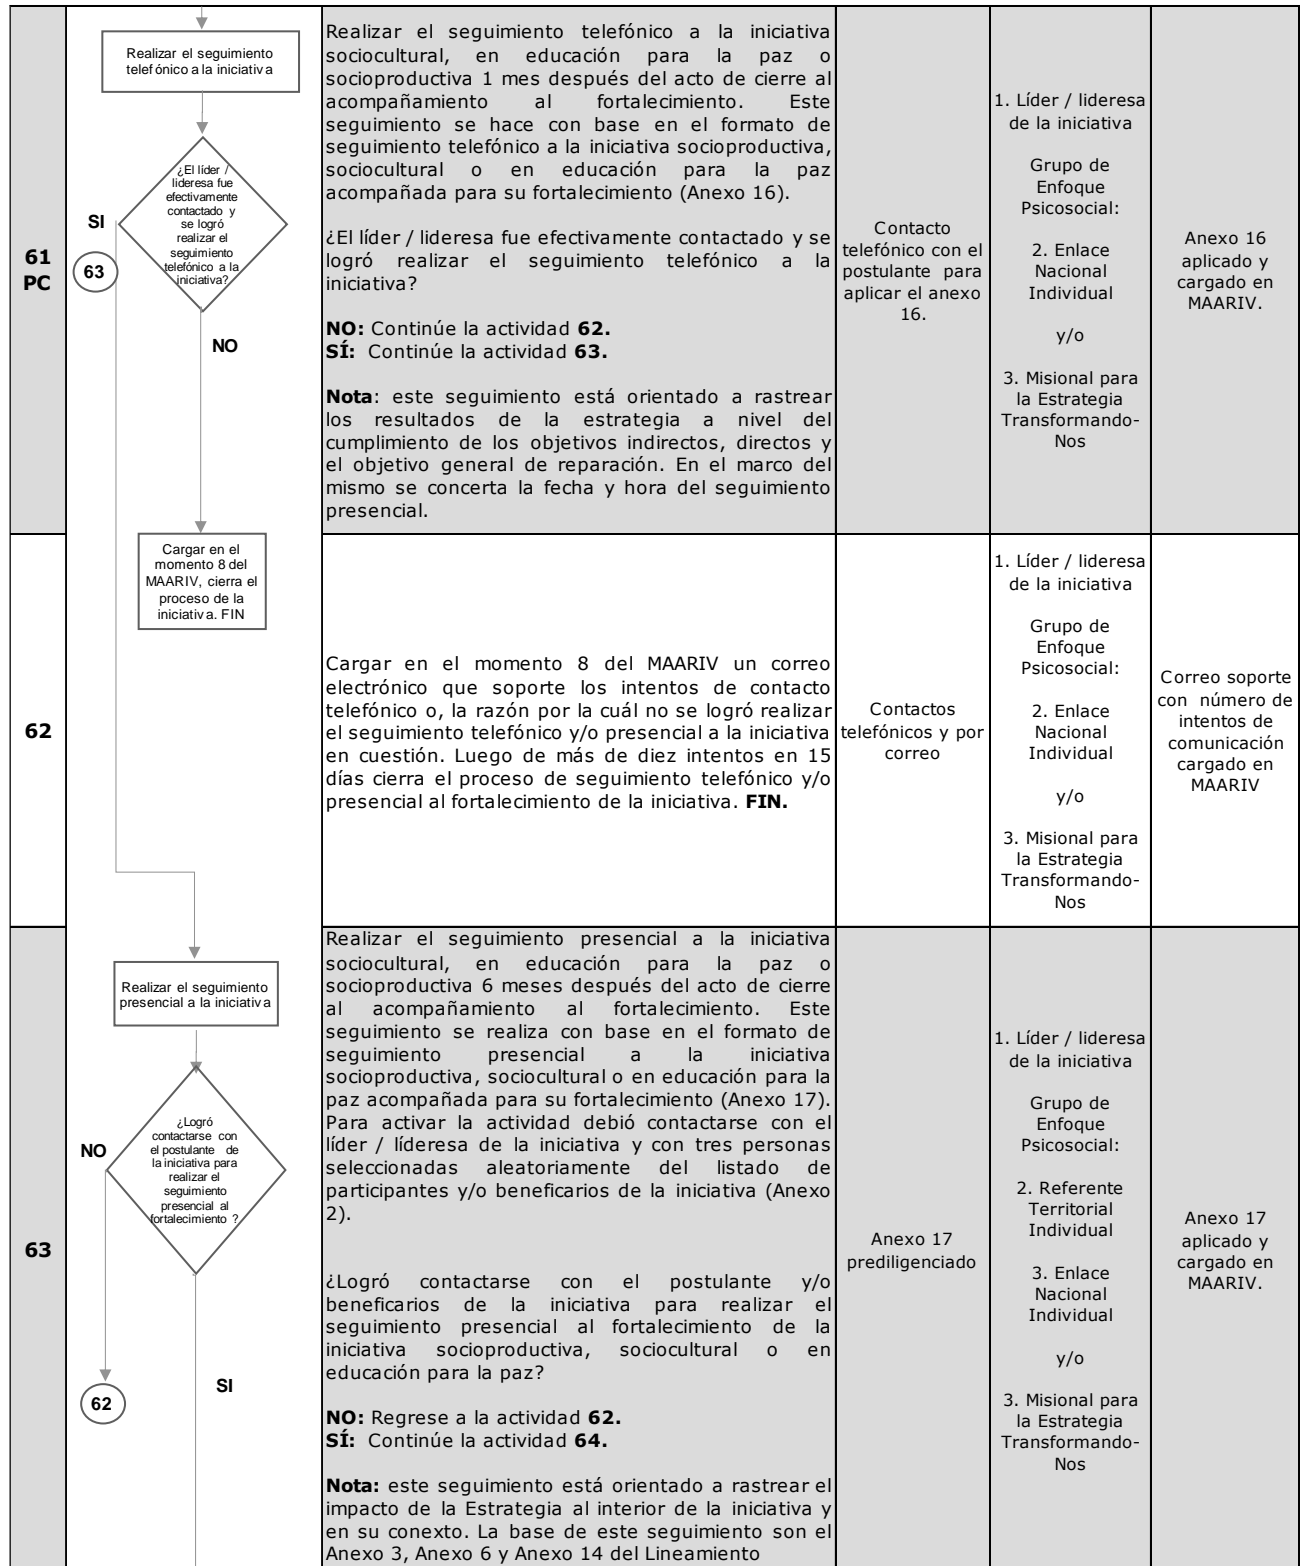 61
PC
Realizar el seguimiento
telefónico a la iniciativa
¿El líder /
lideresa fue
efectivamente
contactado y
se logró
realizar el
seguimiento
telefónico a la
iniciativa?
SI
63
NO
Realizar el seguimiento telefónico a la iniciativa
sociocultural, en educación para la paz o
socioproductiva 1 mes después del acto de cierre al
acompañamiento al fortalecimiento. Este
seguimiento se hace con base en el formato de
seguimiento telefónico a la iniciativa socioproductiva,
sociocultural o en educación para la paz
acompañada para su fortalecimiento (Anexo 16).
¿El líder / lideresa fue efectivamente contactado y se
logró realizar el seguimiento telefónico a la
iniciativa?
NO: Continúe la actividad 62.
SÍ: Continúe la actividad 63.
Nota: este seguimiento está orientado a rastrear
los resultados de la estrategia a nivel del
cumplimiento de los objetivos indirectos, directos y
el objetivo general de reparación. En el marco del
mismo se concerta la fecha y hora del seguimiento
presencial.
Contacto
telefónico con el
postulante para
aplicar el anexo
16.
1. Líder / lideresa
de la iniciativa
Grupo de
Enfoque
Psicosocial:
2. Enlace
Nacional
Individual
y/o
3. Misional para
la Estrategia
Transformando-
Nos
Anexo 16
aplicado y
cargado en
MAARIV.
62
Cargar en el
momento 8 del
MAARIV, cierra el
proceso de la
iniciativa. FIN
Cargar en el momento 8 del MAARIV un correo
electrónico que soporte los intentos de contacto
telefónico o, la razón por la cuál no se logró realizar
el seguimiento telefónico y/o presencial a la iniciativa
en cuestión. Luego de más de diez intentos en 15
días cierra el proceso de seguimiento telefónico y/o
presencial al fortalecimiento de la iniciativa. FIN.
Contactos
telefónicos y por
correo
1. Líder / lideresa
de la iniciativa
Grupo de
Enfoque
Psicosocial:
2. Enlace
Nacional
Individual
y/o
3. Misional para
la Estrategia
Transformando-
Nos
Correo soporte
con número de
intentos de
comunicación
cargado en
MAARIV
63
Realizar el seguimiento
presencial a la iniciativa
¿Logró
contactarse con
el postulante de
la iniciativa para
realizar el
seguimiento
presencial al
fortalecimiento ?
NO
62
SI
Realizar el seguimiento presencial a la iniciativa
sociocultural, en educación para la paz o
socioproductiva 6 meses después del acto de cierre
al acompañamiento al fortalecimiento. Este
seguimiento se realiza con base en el formato de
seguimiento presencial a la iniciativa
socioproductiva, sociocultural o en educación para la
paz acompañada para su fortalecimiento (Anexo 17).
Para activar la actividad debió contactarse con el
líder / líderesa de la iniciativa y con tres personas
seleccionadas aleatoriamente del listado de
participantes y/o beneficarios de la iniciativa (Anexo
2).
¿Logró contactarse con el postulante y/o
beneficarios de la iniciativa para realizar el
seguimiento presencial al fortalecimiento de la
iniciativa socioproductiva, sociocultural o en
educación para la paz?
NO: Regrese a la actividad 62.
SÍ: Continúe la actividad 64.
Nota: este seguimiento está orientado a rastrear el
impacto de la Estrategia al interior de la iniciativa y
en su conexto. La base de este seguimiento son el
Anexo 3, Anexo 6 y Anexo 14 del Lineamiento
Anexo 17
prediligenciado
1. Líder / lideresa
de la iniciativa
Grupo de
Enfoque
Psicosocial:
2. Referente
Territorial
Individual
3. Enlace
Nacional
Individual
y/o
3. Misional para
la Estrategia
Transformando-
Nos
Anexo 17
aplicado y
cargado en
MAARIV.